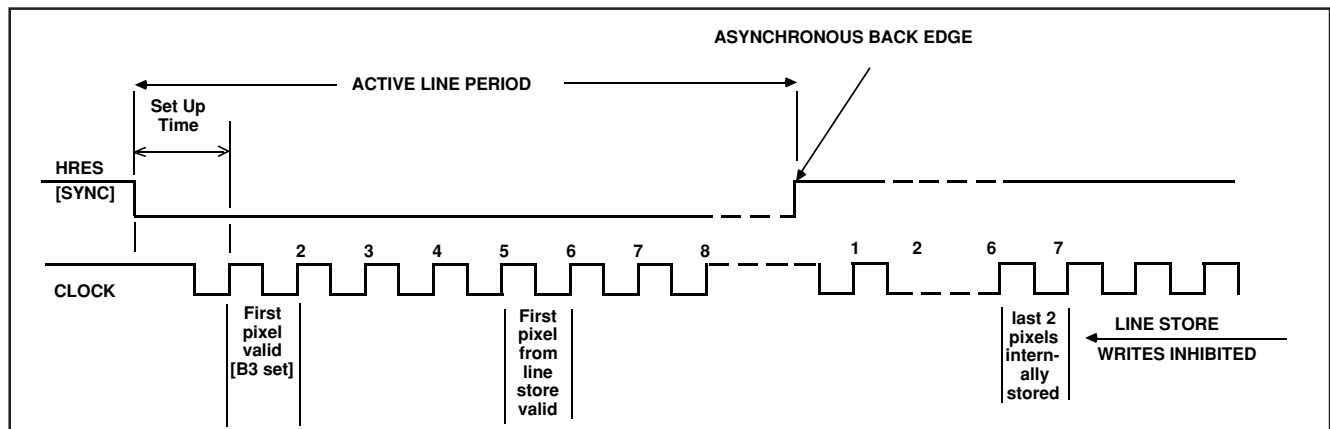 ASYNCHRONOUS BACK EDGE
ACTIVE LINE PERIOD
Set Up
Time
HRES
[SYNC]
2 3 4 5 6 7 8 1 2 6 7
CLOCK
First
pixel
valid
[B3 set]
First
pixel
from
line
store
valid
last 2
pixels
intern-
ally
stored
LINE STORE
WRITES INHIBITED